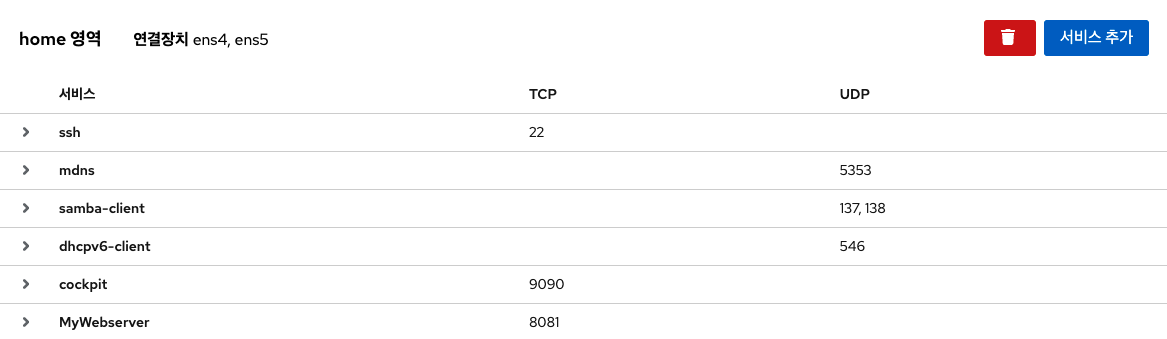 home 영역 연결장치 ens4, ens5 서비스 추가
서비스 TCP UDP
ssh 22
mdns 5353
samba-client 137, 138
dhcpv6-client 546
cockpit 9090
MyWebserver 8081